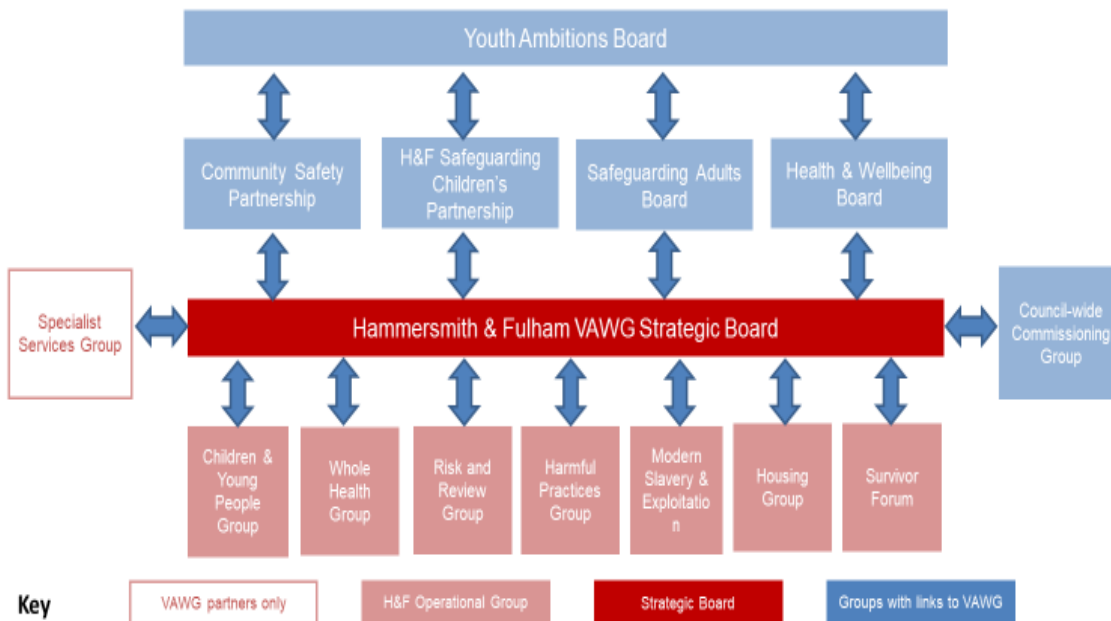 Youth Ambitions Board
Community Safety
Partnership
H&F Safeguarding
Children's
Partnership
Safeguarding Adults
Board
Health & Wellbeing
Board
Specialist
Services Group
Hammersmith & Fulham VAWG Strategic Board
Council-wide
Commissioning
Group
Children &
Young
People
Group
Whole
Health
Group
Risk and
Review
Group
Harmful
Practices
Group
Modern
Slavery &
Exploitatio
n
Housing
Group
Survivor
Forum
Key
VAWG partners only
H&F Operational Group
Strategic Board
Groups with links to VAWG